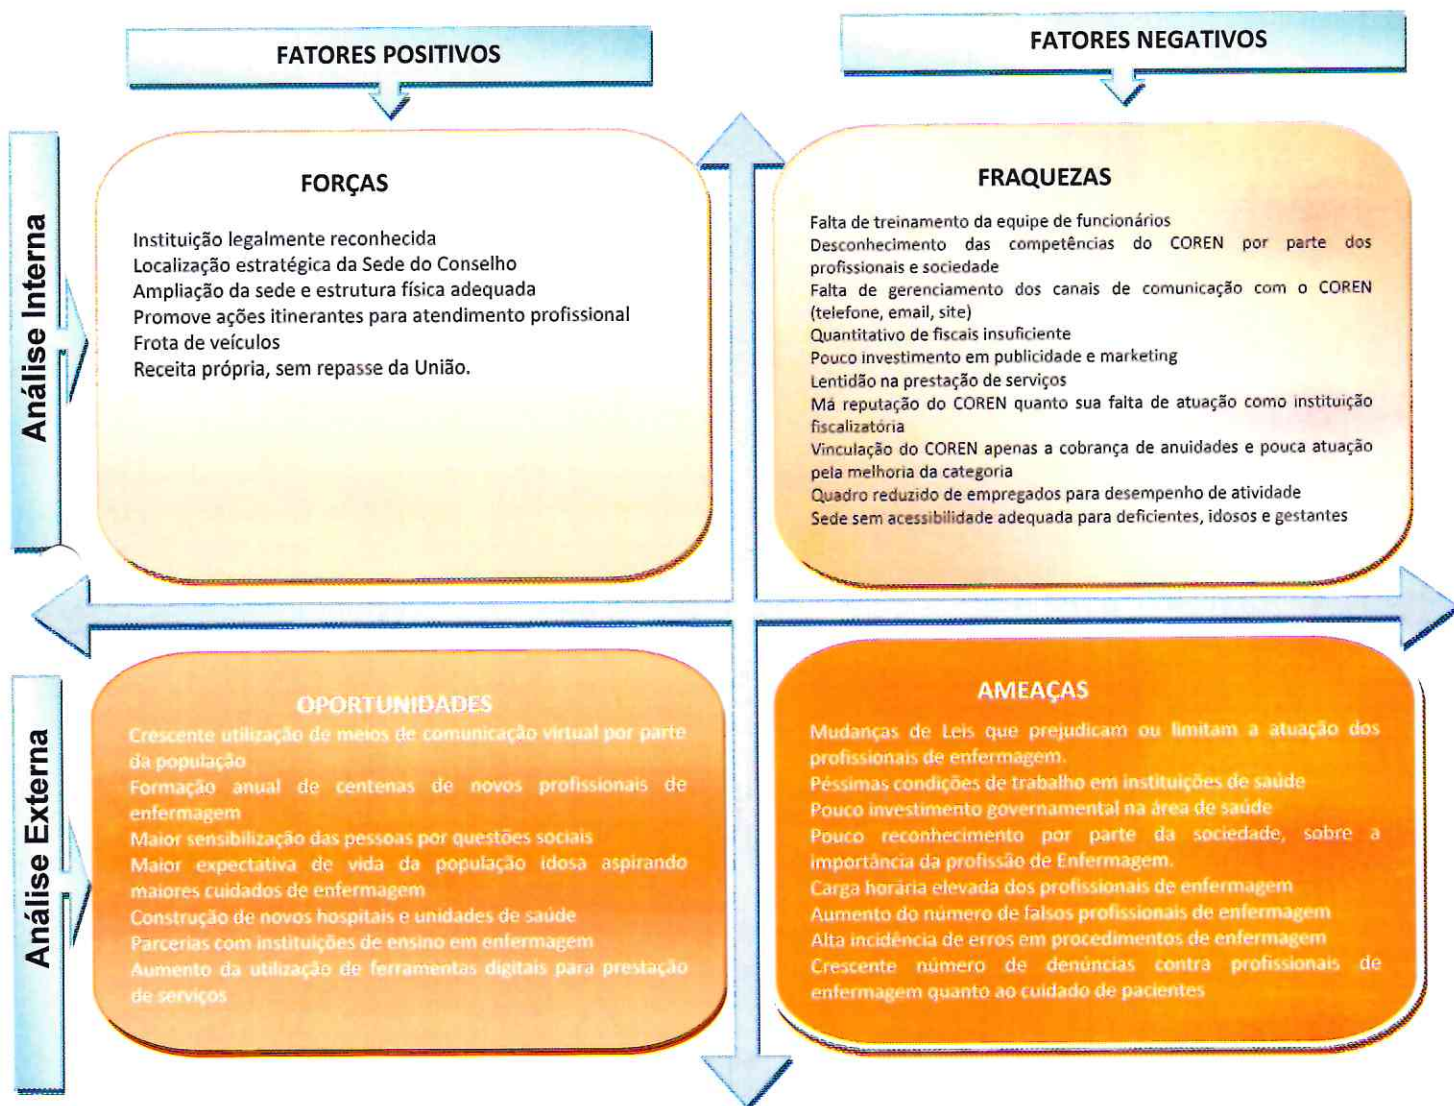 FATORES POSITIVOS
FATORES NEGATIVOS
Análise Interna
FORÇAS
Instituição legalmente reconhecida
Localização estratégica da Sede do Conselho
Ampliação da sede e estrutura física adequada
Promove ações itinerantes para atendimento profissional
Frota de veículos
Receita própria, sem repasse da União.
FRAQUEZAS
Falta de treinamento da equipe de funcionários
Desconhecimento das competências do COREN por parte dos
profissionais e sociedade
Falta de gerenciamento dos canais de comunicação com o COREN
(telefone, email, site)
Quantitativo de fiscais insuficiente
Pouco investimento em publicidade e marketing
Lentidão na prestação de serviços
Má reputação do COREN quanto sua falta de atuação como instituição
fiscalizatória
Vinculação do COREN apenas a cobrança de anuidades e pouca atuação
pela melhoria da categoria
Quadro reduzido de empregados para desempenho de atividade
Sede sem acessibilidade adequada para deficientes, idosos e gestantes
Análise Externa
OPORTUNIDADES
Crescente utilização de meios de comunicação virtual por parte
da população
Formação anual de centenas de novos profissionais de
enfermagem
Maior sensibilização das pessoas por questões sociais
Maior expectativa de vida da população idosa aspirando
maiores cuidados de enfermagem
Construção de novos hospitais e unidades de saúde
Parcerias com instituições de ensino em enfermagem
Aumento da utilização de ferramentas digitais para prestação
de serviços
AMEAÇAS
Mudanças de Leis que prejudicam ou limitam a atuação dos
profissionais de enfermagem.
Péssimas condições de trabalho em instituições de saúde
Pouco investimento governamental na área de saúde
Pouco reconhecimento por parte da sociedade, sobre a
importância da profissão de Enfermagem.
Carga horária elevada dos profissionais de enfermagem
Aumento do número de falsos profissionais de enfermagem
Alta incidência de erros em procedimentos de enfermagem
Crescente número de denúncias contra profissionais de
enfermagem quanto ao cuidado de pacientes